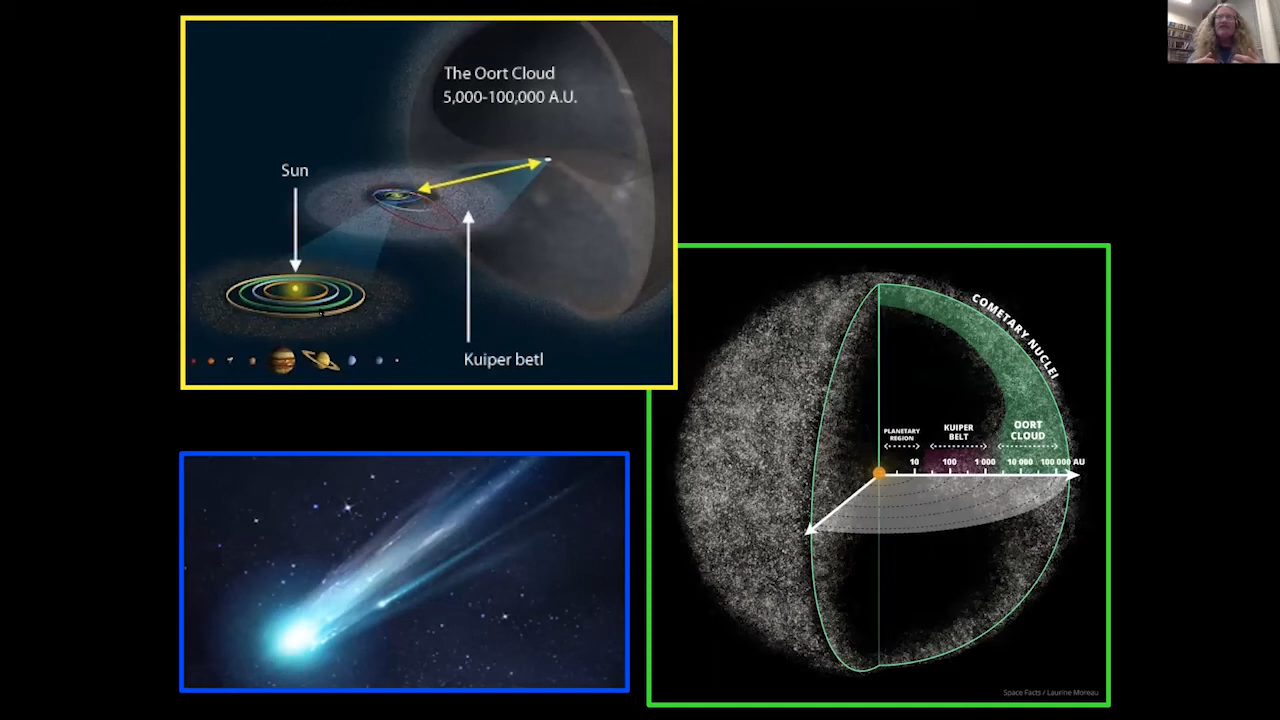 The Oort Cloud
5,000-100,000 A.U.
Sun
Kuiper betl
COMETARY NUCLEI
PLANETARY
REGION
KUIPER
BELT
OORT
CLOUD
10 100 1 000 10 000 100 000 AU
Space Facts / Laurine Moreau